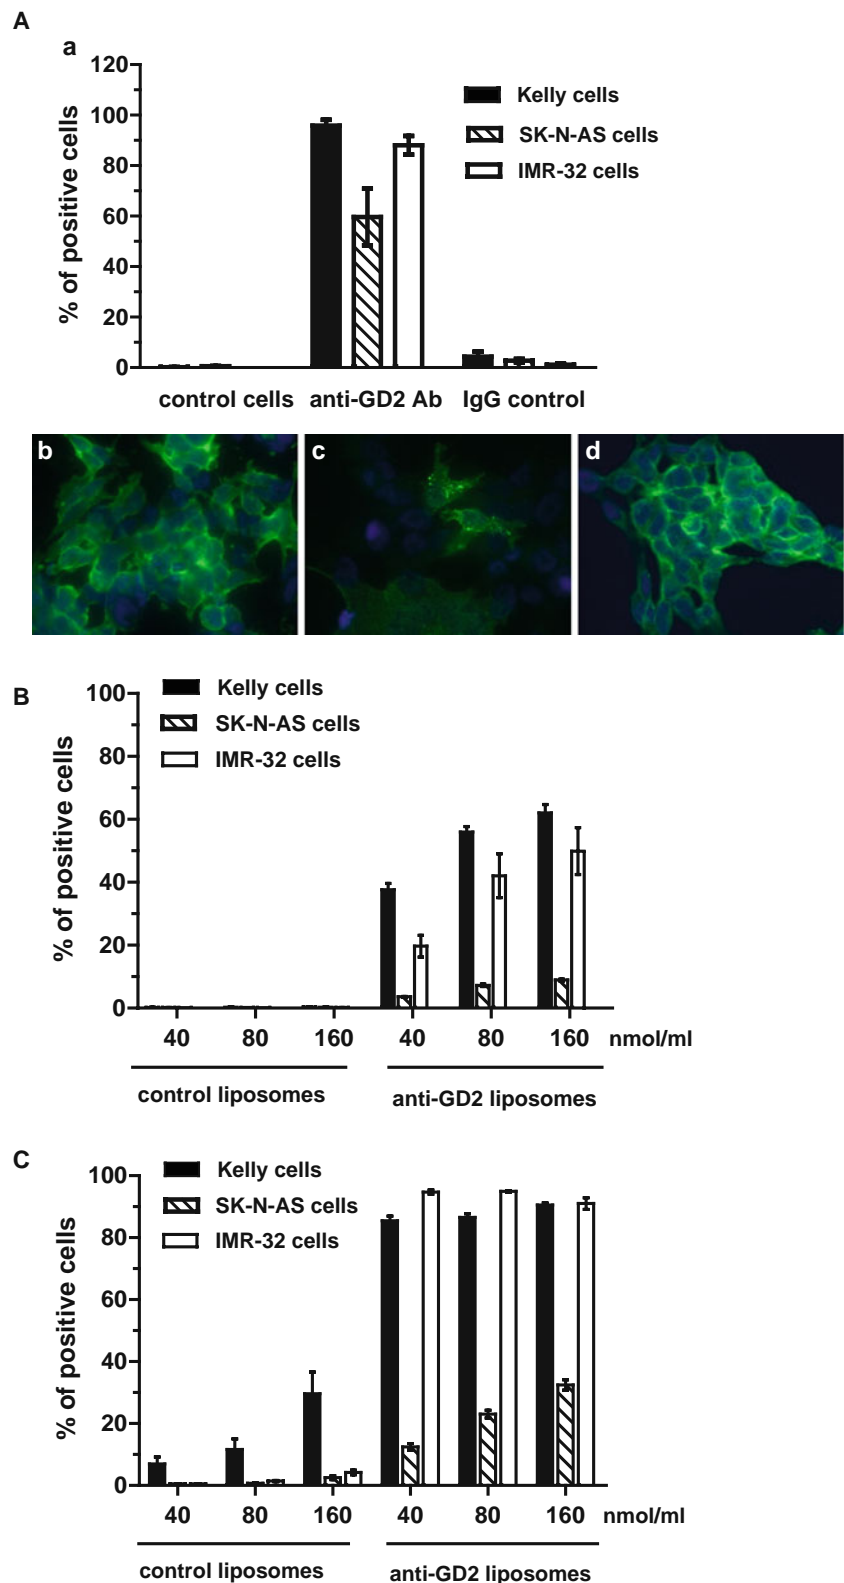 A
a
120
100
80
60
40
20
0
% of positive cells
Kelly cells
SK-N-AS cells
IMR-32 cells
control cells anti-GD2 Ab IgG control
b c d
B
100
80
60
40
20
0
% of positive cells
Kelly cells
SK-N-AS cells
IMR-32 cells
40 80 160 40 80 160 nmol/ml
control liposomes anti-GD2 liposomes
C
100
80
60
40
20
0
% of positive cells
Kelly cells
SK-N-AS cells
IMR-32 cells
40 80 160 40 80 160 nmol/ml
control liposomes anti-GD2 liposomes